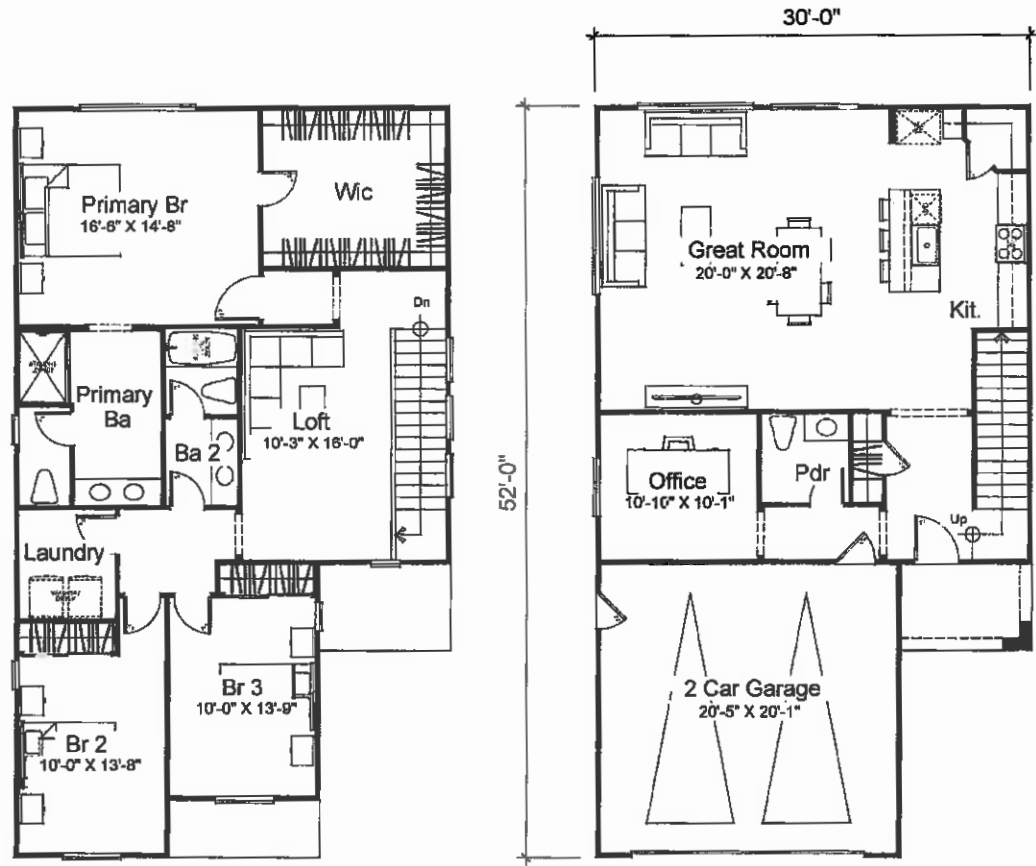 30'-0"
Primary Br
16'-6" X 14'-8"
Wic
Dn
Primary
Ba
Ba 2
Loft
10'-3" X 16'-0"
Laundry
Br 3
10'-0" X 13'-9"
Br 2
10'-0" X 13'-8"
52'-0"
Great Room
20'-0" X 20'-8"
Kit.
Office
10'-10" X 10'-1"
Pdr
Up
2 Car Garage
20'-5" X 20'-1"